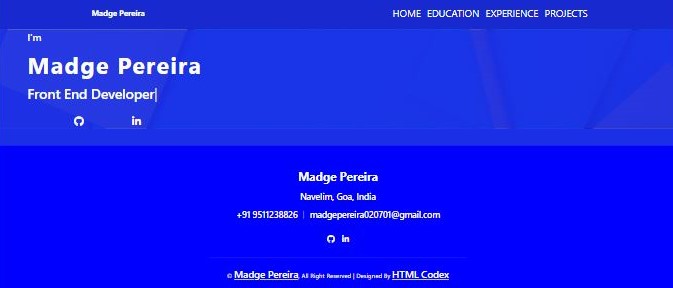 Madge Pereira
HOME EDUCATION EXPERIENCE PROJECTS
I'm
Madge Pereira
Front End Developer|
Madge Pereira
Navelim, Goa, India
+91 9511238826 | madgepereira020701@gmail.com
© Madge Pereira, All Right Reserved | Designed By HTML Codex